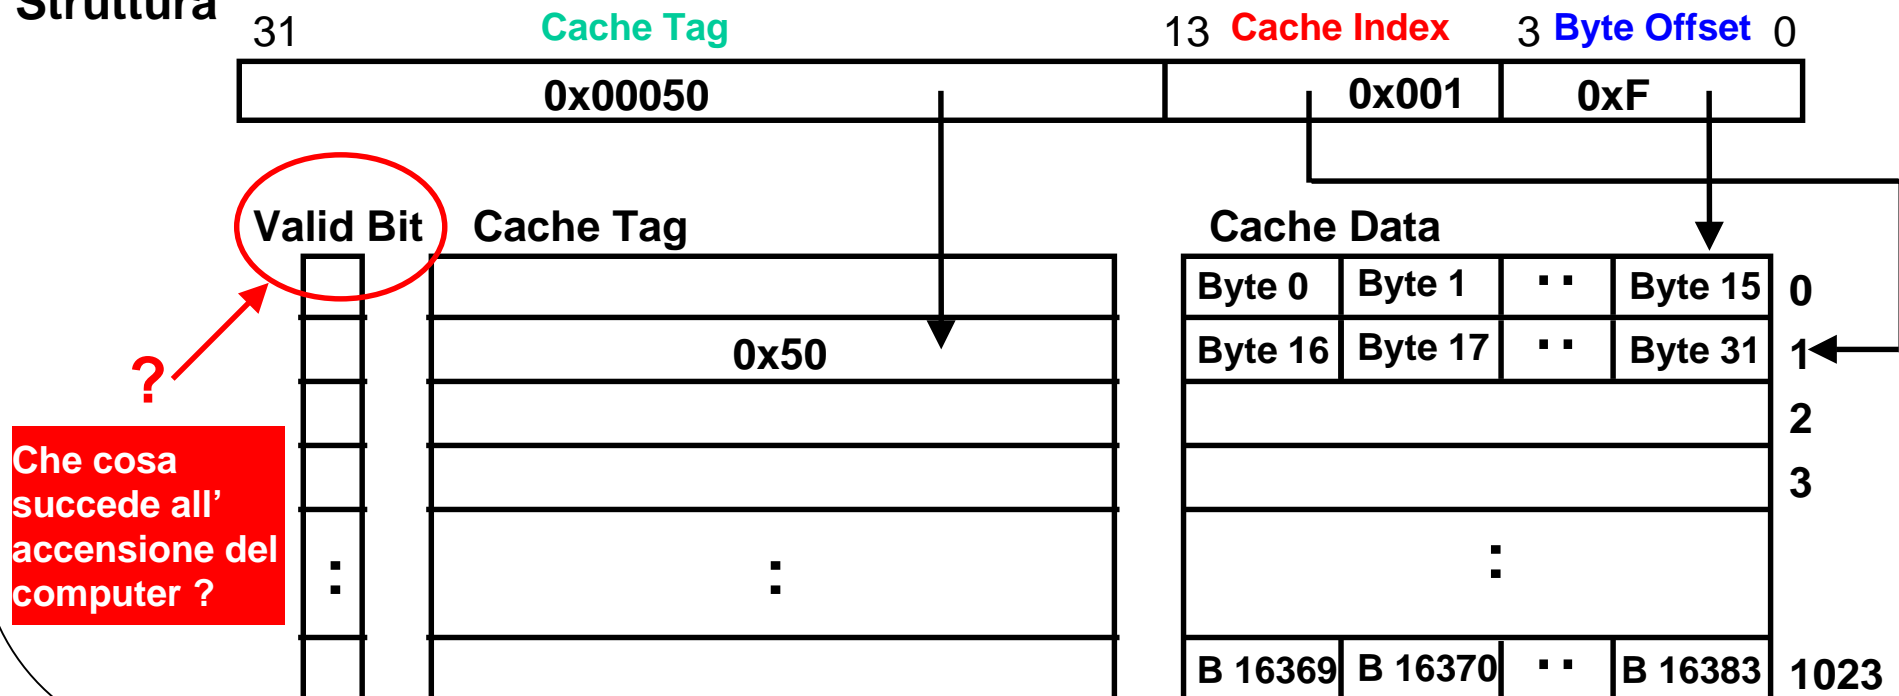 Struttura
31 Cache Tag 13 Cache Index 3 Byte Offset 0
0x00050 0x001 0xF
Valid Bit Cache Tag Cache Data
Byte 0 Byte 1 ·· Byte 15 0
0x50 Byte 16 Byte 17 ·· Byte 31 1
?
2
3
Che cosa
succede all’
accensione del
computer ?
: : :
B 16369 B 16370 ·· B 16383 1023